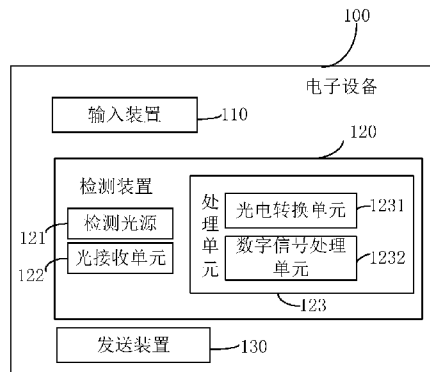 100
电子设备
输入装置
110
120
检测装置
检测光源
121
光接收单元
122
处理单元
光电转换单元
1231
数字信号处理
单元
1232
123
发送装置
130